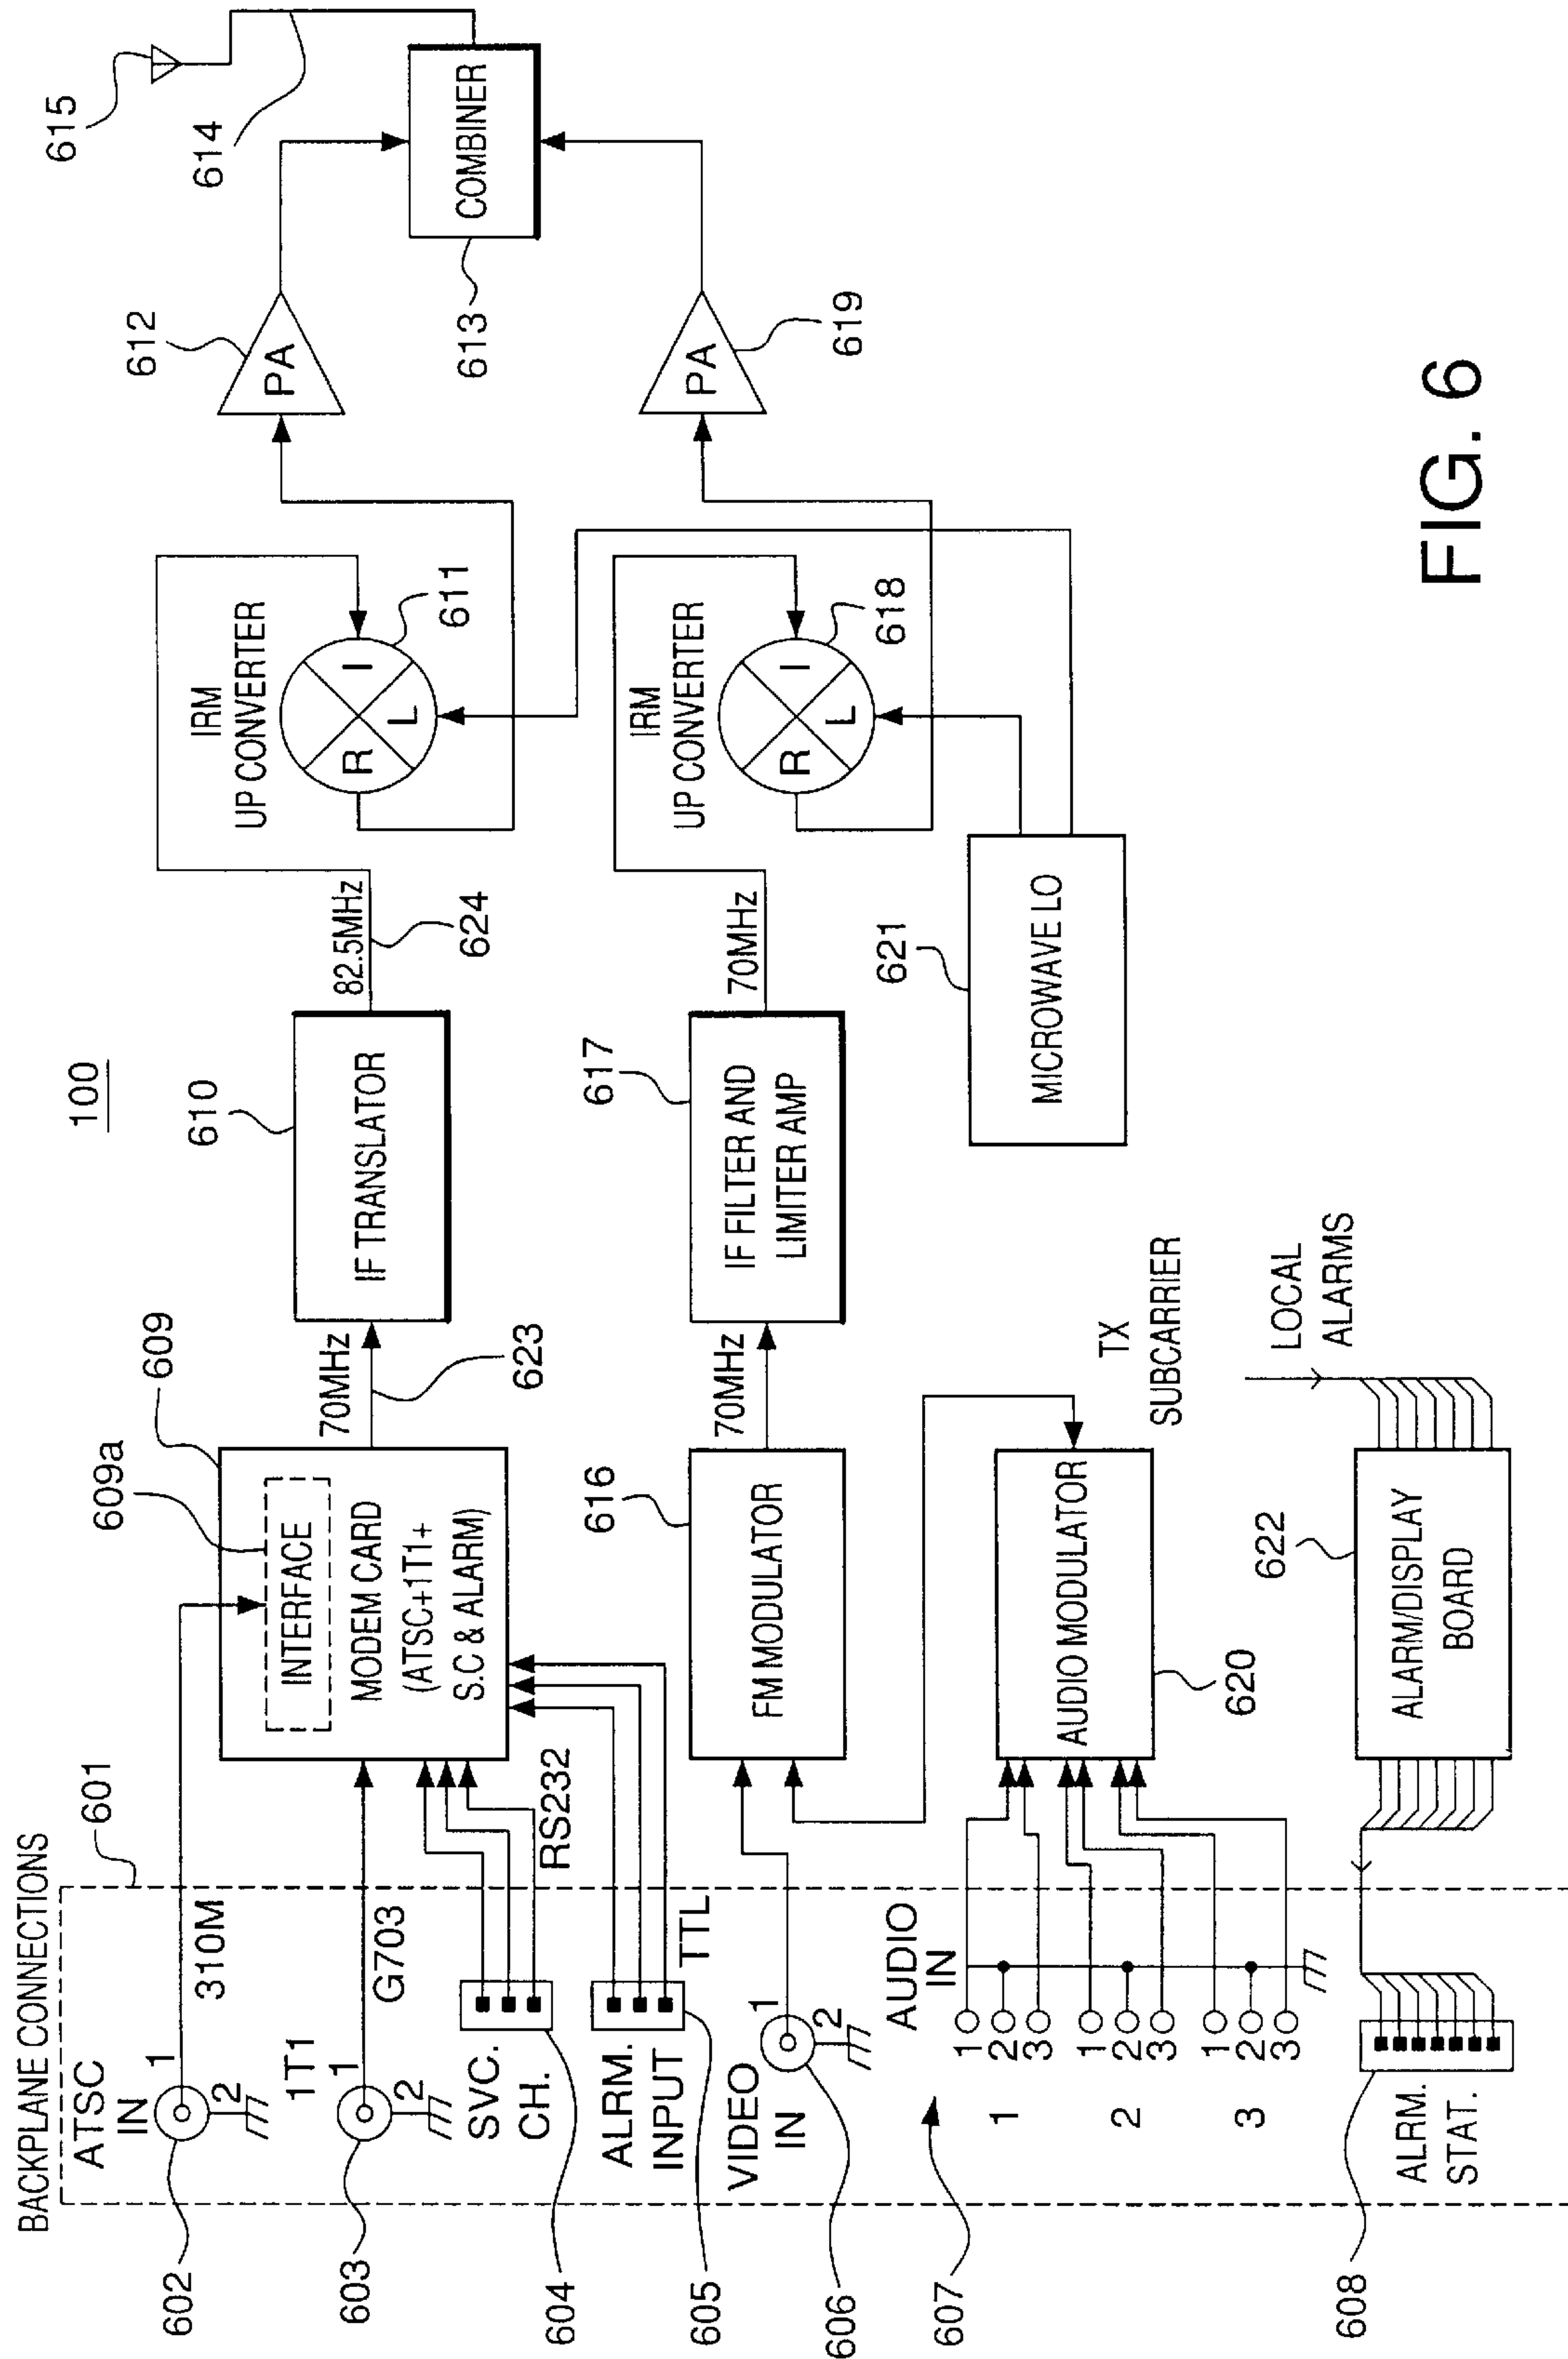 BACKPLANE CONNECTIONS
601
100
ATSC
IN
1
2
310M
602
1T1
1
2
G703
603
SVC.
CH.
RS232
604
ALRM.
INPUT
TTL
605
VIDEO
IN
1
2
606
AUDIO
IN
607
1
1
2
3
2
1
2
3
3
1
2
3
ALRM.
STAT.
608
609
609a
INTERFACE
MODEM CARD
(ATSC+1T1+
S.C & ALARM)
70MHz
623
610
IF TRANSLATOR
82.5MHz
624
IRM
UP CONVERTER
R
I
L
611
612
PA
615
614
COMBINER
613
616
FM MODULATOR
70MHz
617
IF FILTER AND
LIMITER AMP
70MHz
IRM
UP CONVERTER
R
I
L
618
PA
619
621
MICROWAVE LO
AUDIO MODULATOR
620
TX
SUBCARRIER
622
ALARM/DISPLAY
BOARD
LOCAL
ALARMS
FIG. 6